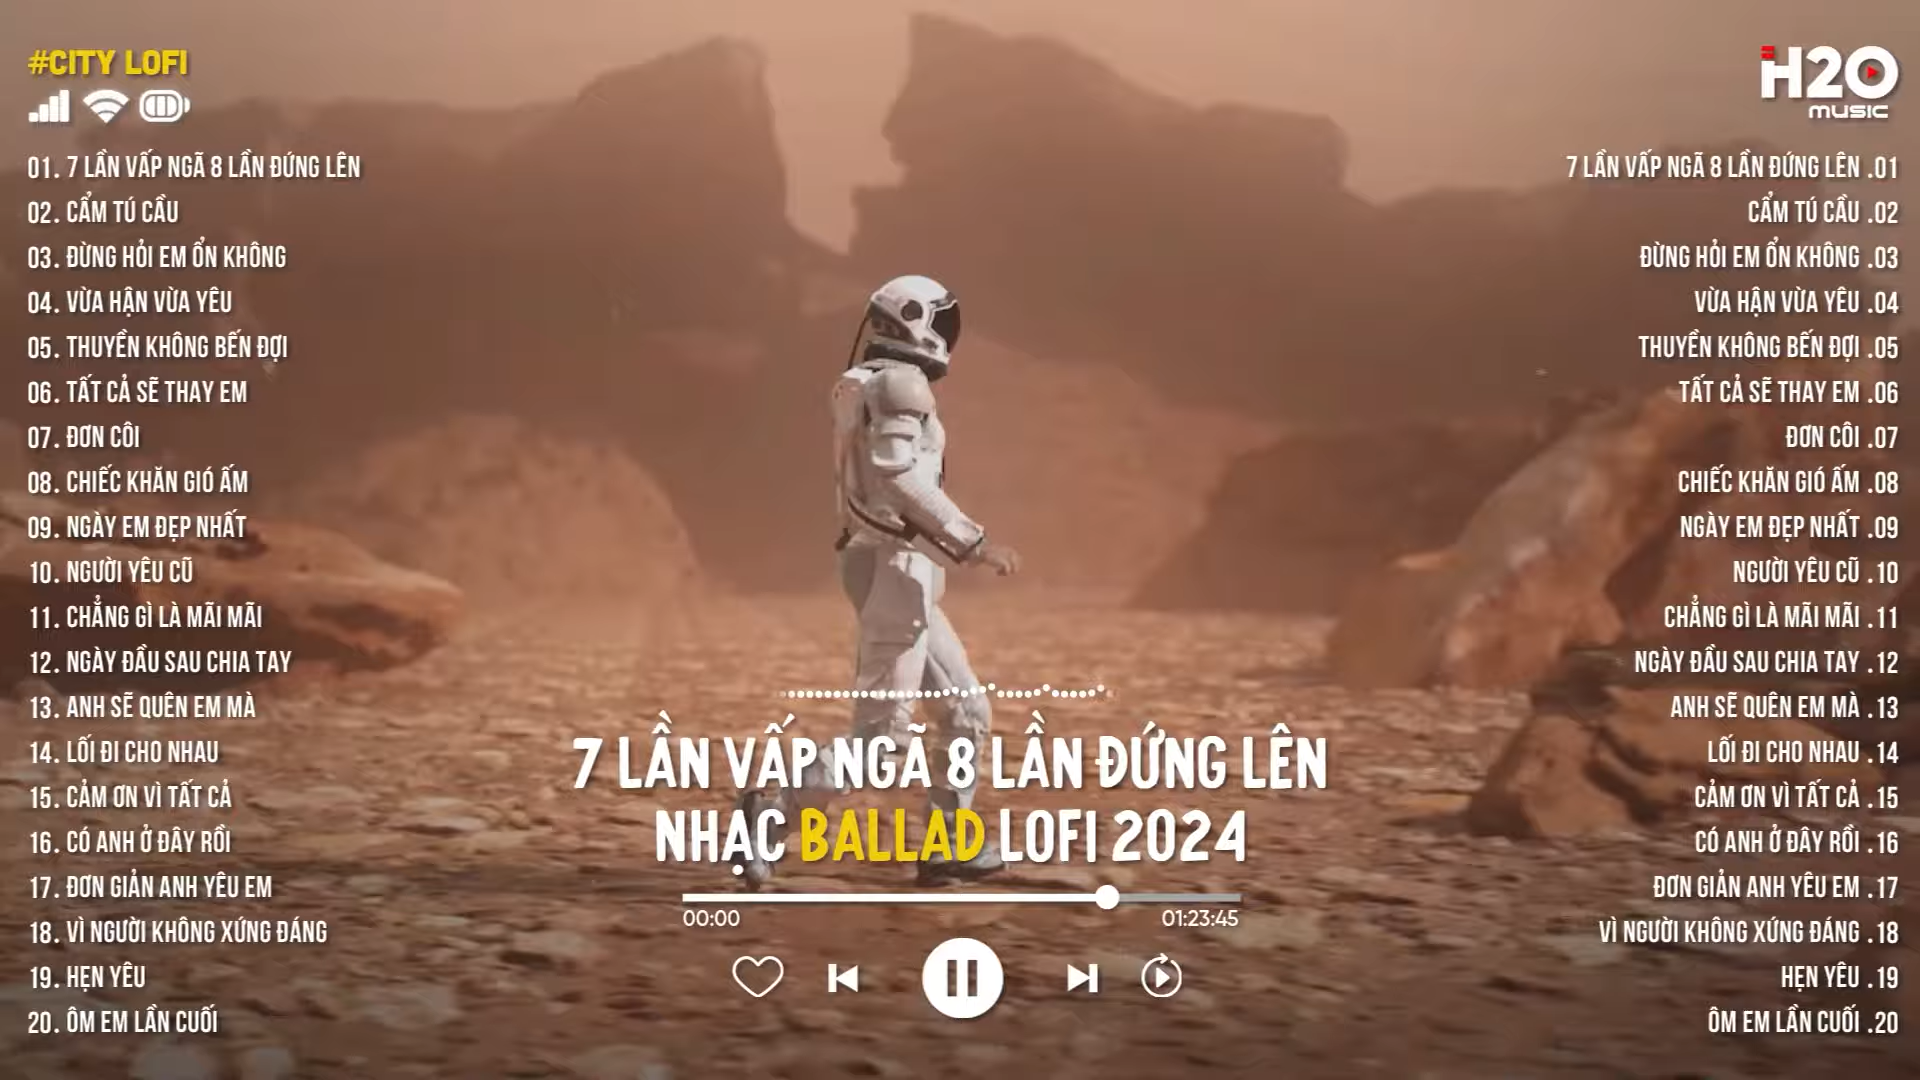 #CITY LOFI
H2O
MUSIC
01. 7 LẦN VẤP NGÃ 8 LẦN ĐỨNG LÊN
02. CẨM TÚ CẦU
03. ĐỪNG HỎI EM ỔN KHÔNG
04. VỪA HẬN VỪA YÊU
05. THUYỀN KHÔNG BẾN ĐỢI
06. TẤT CẢ SẼ THAY EM
07. ĐƠN CÔI
08. CHIẾC KHĂN GIÓ ẤM
09. NGÀY EM ĐẸP NHẤT
10. NGƯỜI YÊU CŨ
11. CHẲNG GÌ LÀ MÃI MÃI
12. NGÀY ĐẦU SAU CHIA TAY
13. ANH SẼ QUÊN EM MÀ
14. LỐI ĐI CHO NHAU
15. CẢM ƠN VÌ TẤT CẢ
16. CÓ ANH Ở ĐÂY RỒI
17. ĐƠN GIẢN ANH YÊU EM
18. VÌ NGƯỜI KHÔNG XỨNG ĐÁNG
19. HẸN YÊU
20. ÔM EM LẦN CUỐI
7 LẦN VẤP NGÃ 8 LẦN ĐỨNG LÊN
NHẠC BALLAD LOFI 2024
00:00 01:23:45
7 LẦN VẤP NGÃ 8 LẦN ĐỨNG LÊN .01
CẨM TÚ CẦU .02
ĐỪNG HỎI EM ỔN KHÔNG .03
VỪA HẬN VỪA YÊU .04
THUYỀN KHÔNG BẾN ĐỢI .05
TẤT CẢ SẼ THAY EM .06
ĐƠN CÔI .07
CHIẾC KHĂN GIÓ ẤM .08
NGÀY EM ĐẸP NHẤT .09
NGƯỜI YÊU CŨ .10
CHẲNG GÌ LÀ MÃI MÃI .11
NGÀY ĐẦU SAU CHIA TAY .12
ANH SẼ QUÊN EM MÀ .13
LỐI ĐI CHO NHAU .14
CẢM ƠN VÌ TẤT CẢ .15
CÓ ANH Ở ĐÂY RỒI .16
ĐƠN GIẢN ANH YÊU EM .17
VÌ NGƯỜI KHÔNG XỨNG ĐÁNG .18
HẸN YÊU .19
ÔM EM LẦN CUỐI .20